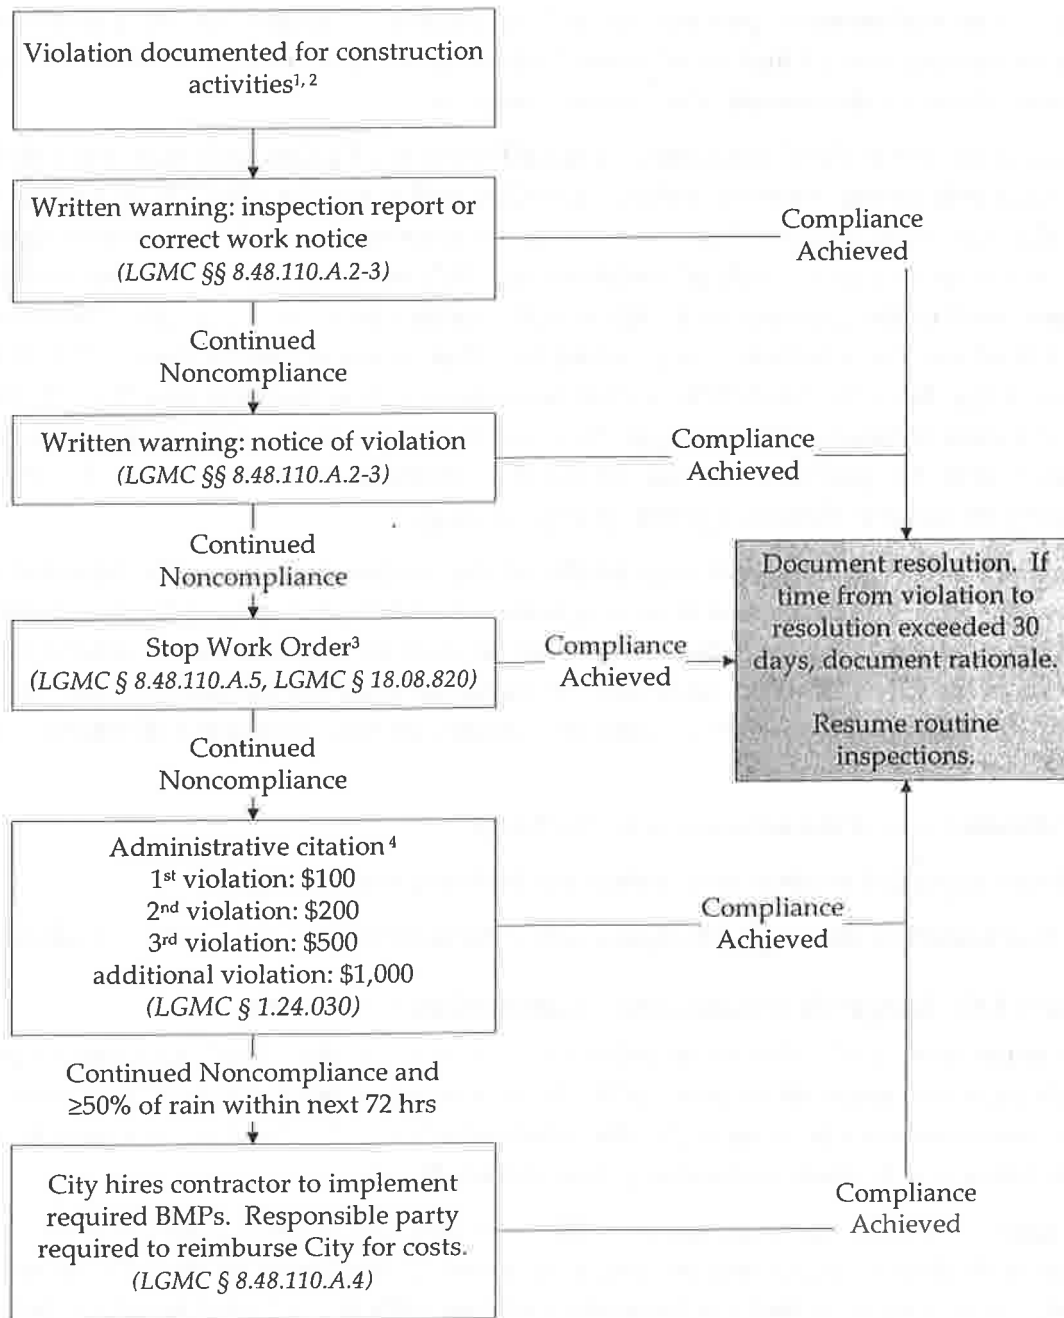 Violation documented for construction
activities¹,²
Written warning: inspection report or
correct work notice
(LGMC §§ 8.48.110.A.2-3)
Compliance
Achieved
Continued
Noncompliance
Written warning: notice of violation
(LGMC §§ 8.48.110.A.2-3)
Compliance
Achieved
Continued
Noncompliance
Document resolution. If
time from violation to
resolution exceeded 30
days, document rationale.
Resume routine
inspections.
Stop Work Order³
(LGMC § 8.48.110.A.5, LGMC § 18.08.820)
Compliance
Achieved
Continued
Noncompliance
Administrative citation ⁴
1st violation: $100
2nd violation: $200
3rd violation: $500
additional violation: $1,000
(LGMC § 1.24.030)
Compliance
Achieved
Continued Noncompliance and
≥50% of rain within next 72 hrs
City hires contractor to implement
required BMPs. Responsible party
required to reimburse City for costs.
(LGMC § 8.48.110.A.4)
Compliance
Achieved